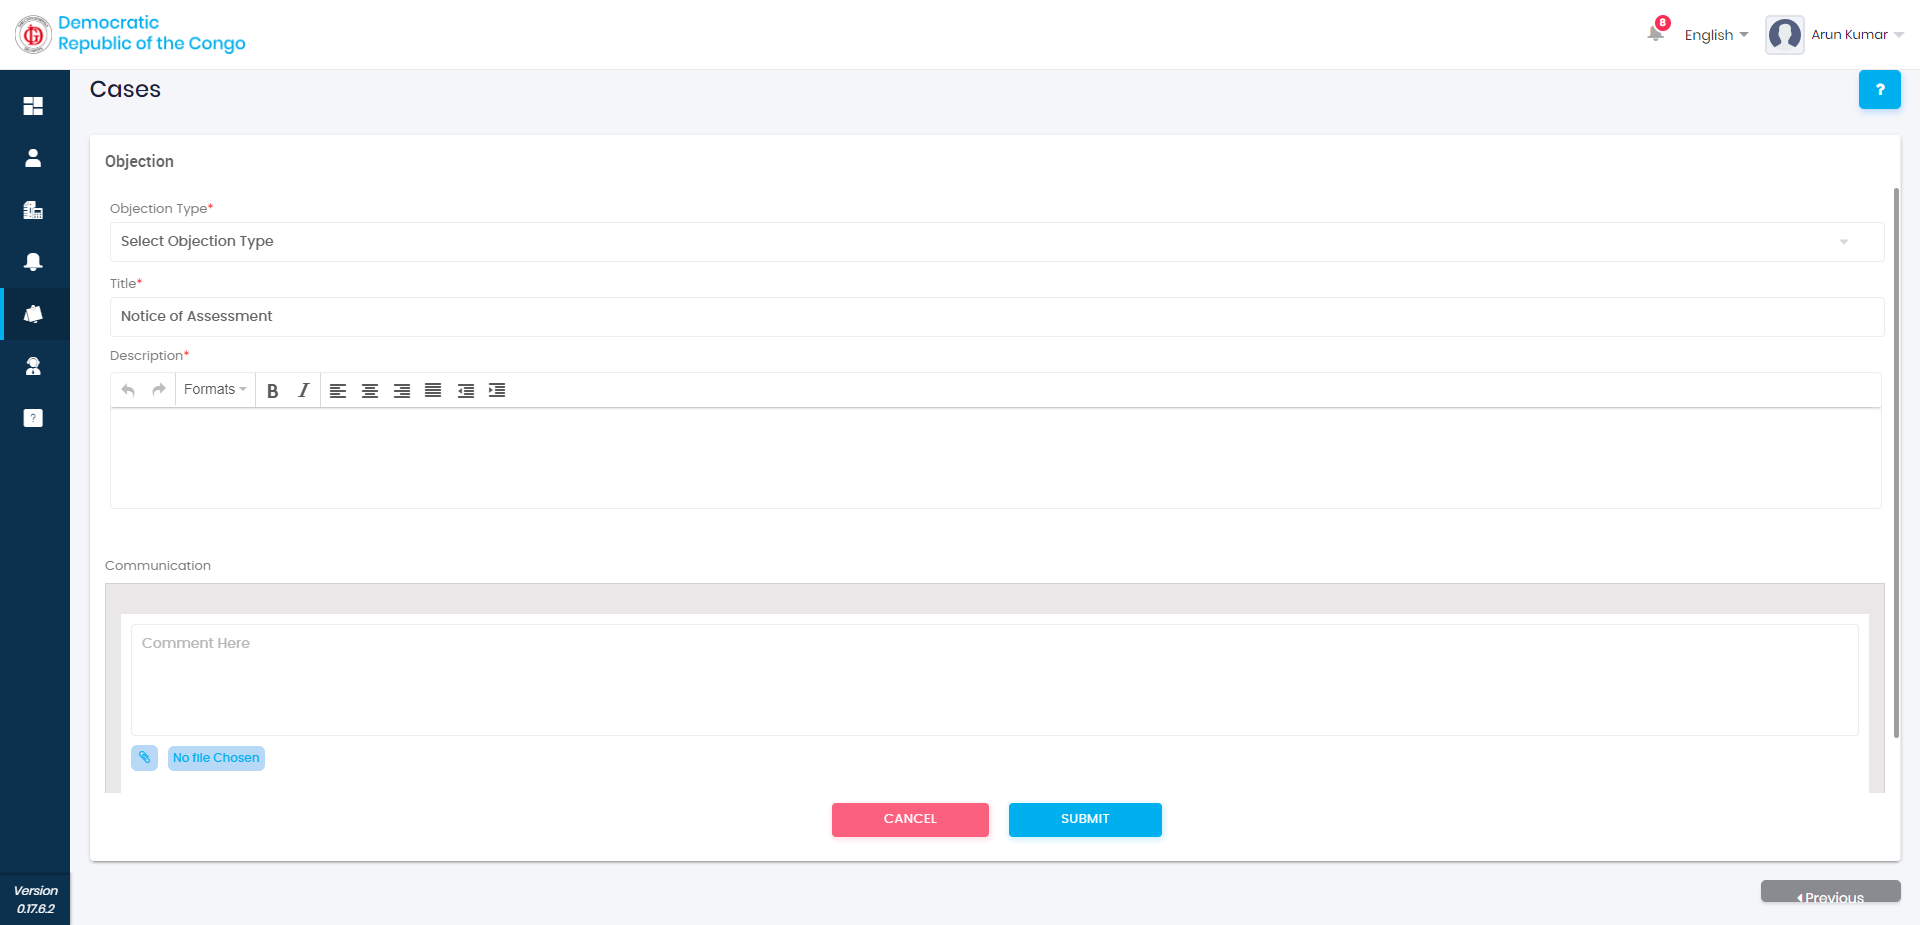 Democratic
Republic of the Congo
8
English
Arun Kumar
Cases
?
Objection
Objection Type*
Select Objection Type
Title*
Notice of Assessment
Description*
Formats
B
I
Communication
Comment Here
No file Chosen
CANCEL
SUBMIT
?
Version
0.17.6.2
Previous